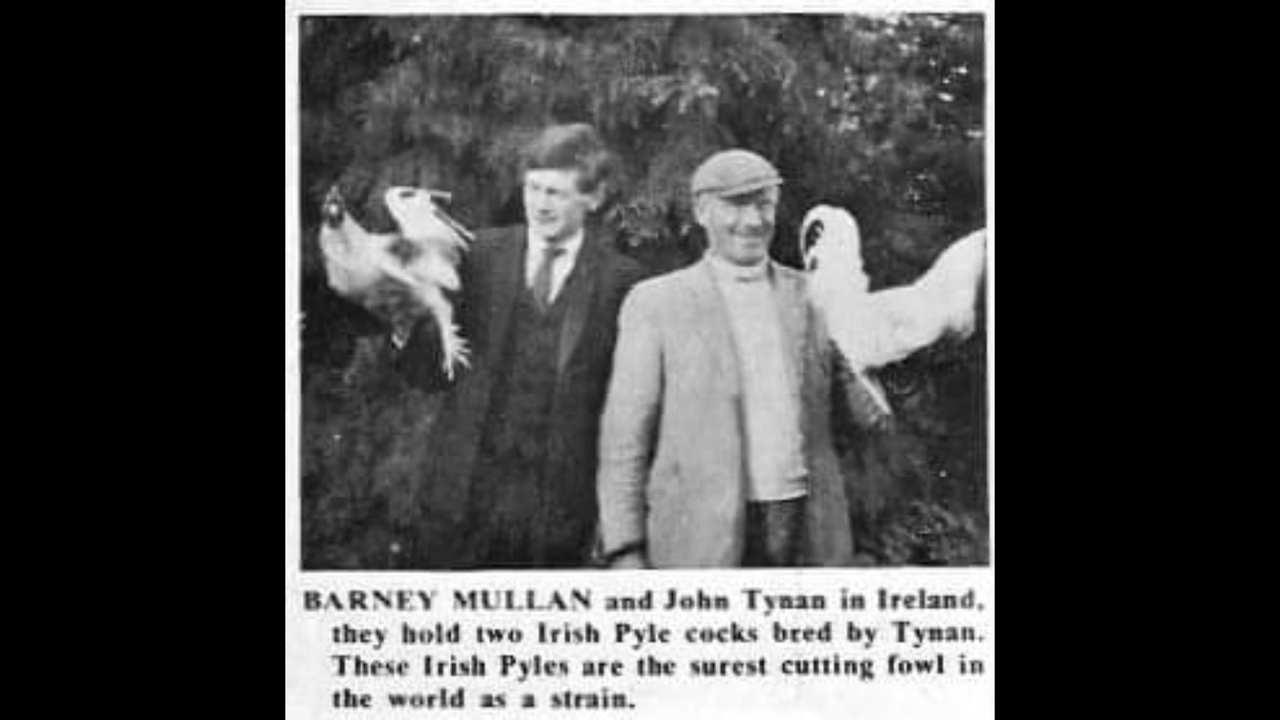 BARNEY MULLAN and John Tynan in Ireland,
they hold two Irish Pyle cocks bred by Tynan.
These Irish Pyles are the surest cutting fowl in
the world as a strain.